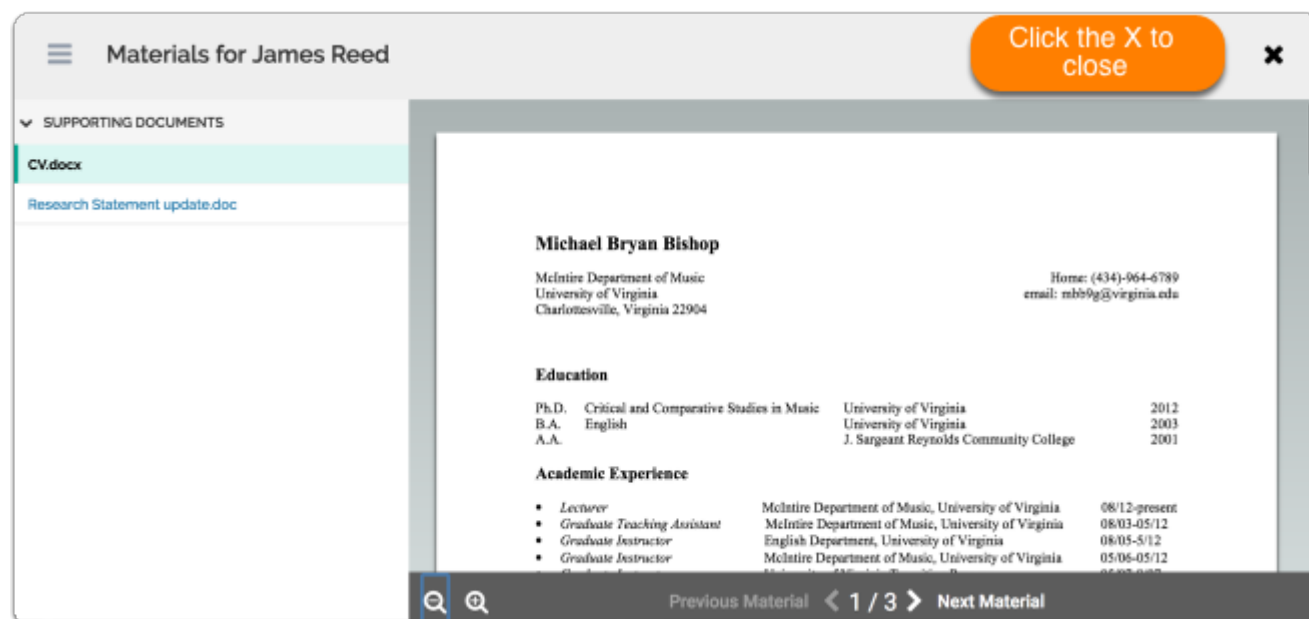 Materials for James Reed
Click the X to
close
SUPPORTING DOCUMENTS
CV.docx
Research Statement update.doc
Michael Bryan Bishop
McIntire Department of Music Home: (434)-964-6789
University of Virginia email: mbb9g@virginia.edu
Charlottesville, Virginia 22904
Education
Ph.D. Critical and Comparative Studies in Music University of Virginia 2012
B.A. English University of Virginia 2003
A.A. J. Sargeant Reynolds Community College 2001
Academic Experience
• Lecturer McIntire Department of Music, University of Virginia 08/12-present
• Graduate Teaching Assistant McIntire Department of Music, University of Virginia 08/03-05/12
• Graduate Instructor English Department, University of Virginia 08/05-5/12
• Graduate Instructor McIntire Department of Music, University of Virginia 05/06-05/12
Previous Material 1 / 3 Next Material